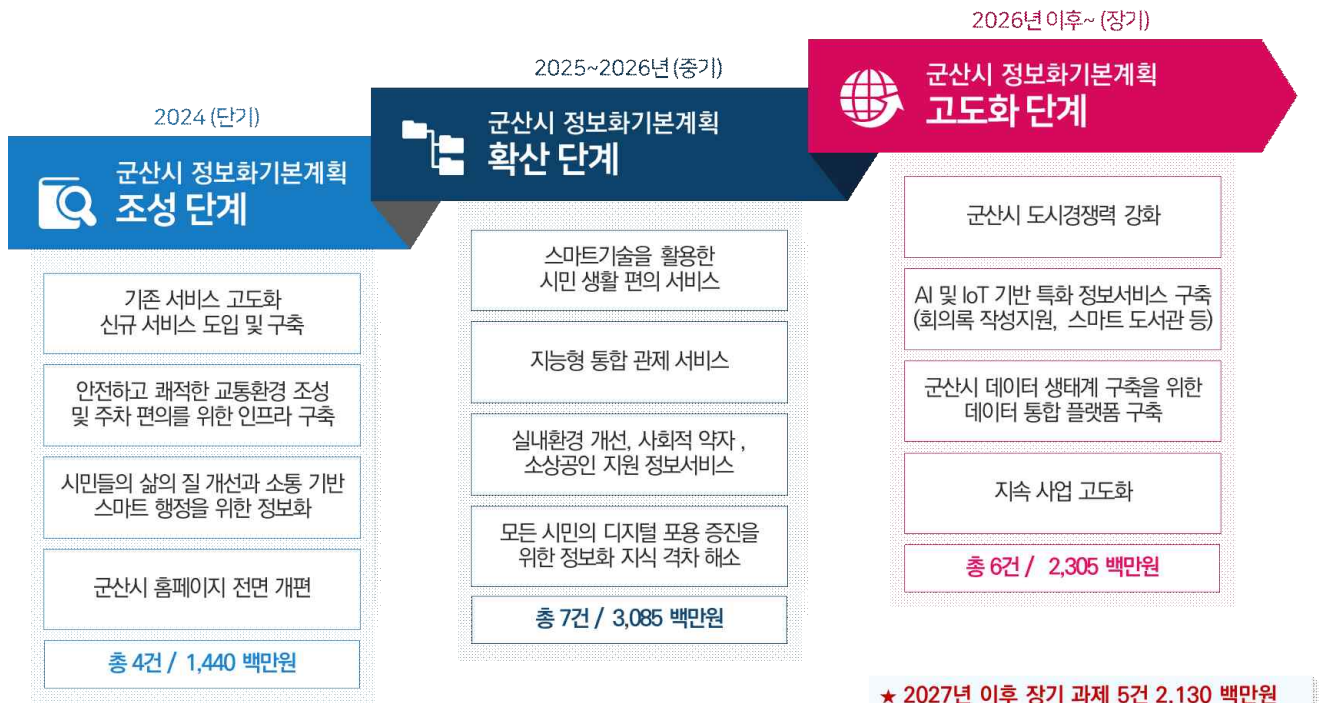 2024 (단기)
군산시 정보화기본계획
조성 단계
기존 서비스 고도화
신규 서비스 도입 및 구축
안전하고 쾌적한 교통환경 조성
및 주차 편의를 위한 인프라 구축
시민들의 삶의 질 개선과 소통 기반
스마트 행정을 위한 정보화
군산시 홈페이지 전면 개편
총 4건 / 1,440 백만원
2025~2026년 (중기)
군산시 정보화기본계획
확산 단계
스마트기술을 활용한
시민 생활 편의 서비스
지능형 통합 관제 서비스
실내환경 개선, 사회적 약자 ,
소상공인 지원 정보서비스
모든 시민의 디지털 포용 증진을
위한 정보화 지식 격차 해소
총 7건 / 3,085 백만원
2026년 이후~ (장기)
군산시 정보화기본계획
고도화 단계
군산시 도시경쟁력 강화
AI 및 IoT 기반 특화 정보서비스 구축
(회의록 작성지원, 스마트 도서관 등)
군산시 데이터 생태계 구축을 위한
데이터 통합 플랫폼 구축
지속 사업 고도화
총 6건 / 2,305 백만원
★ 2027년 이후 장기 과제 5건 2,130 백만원